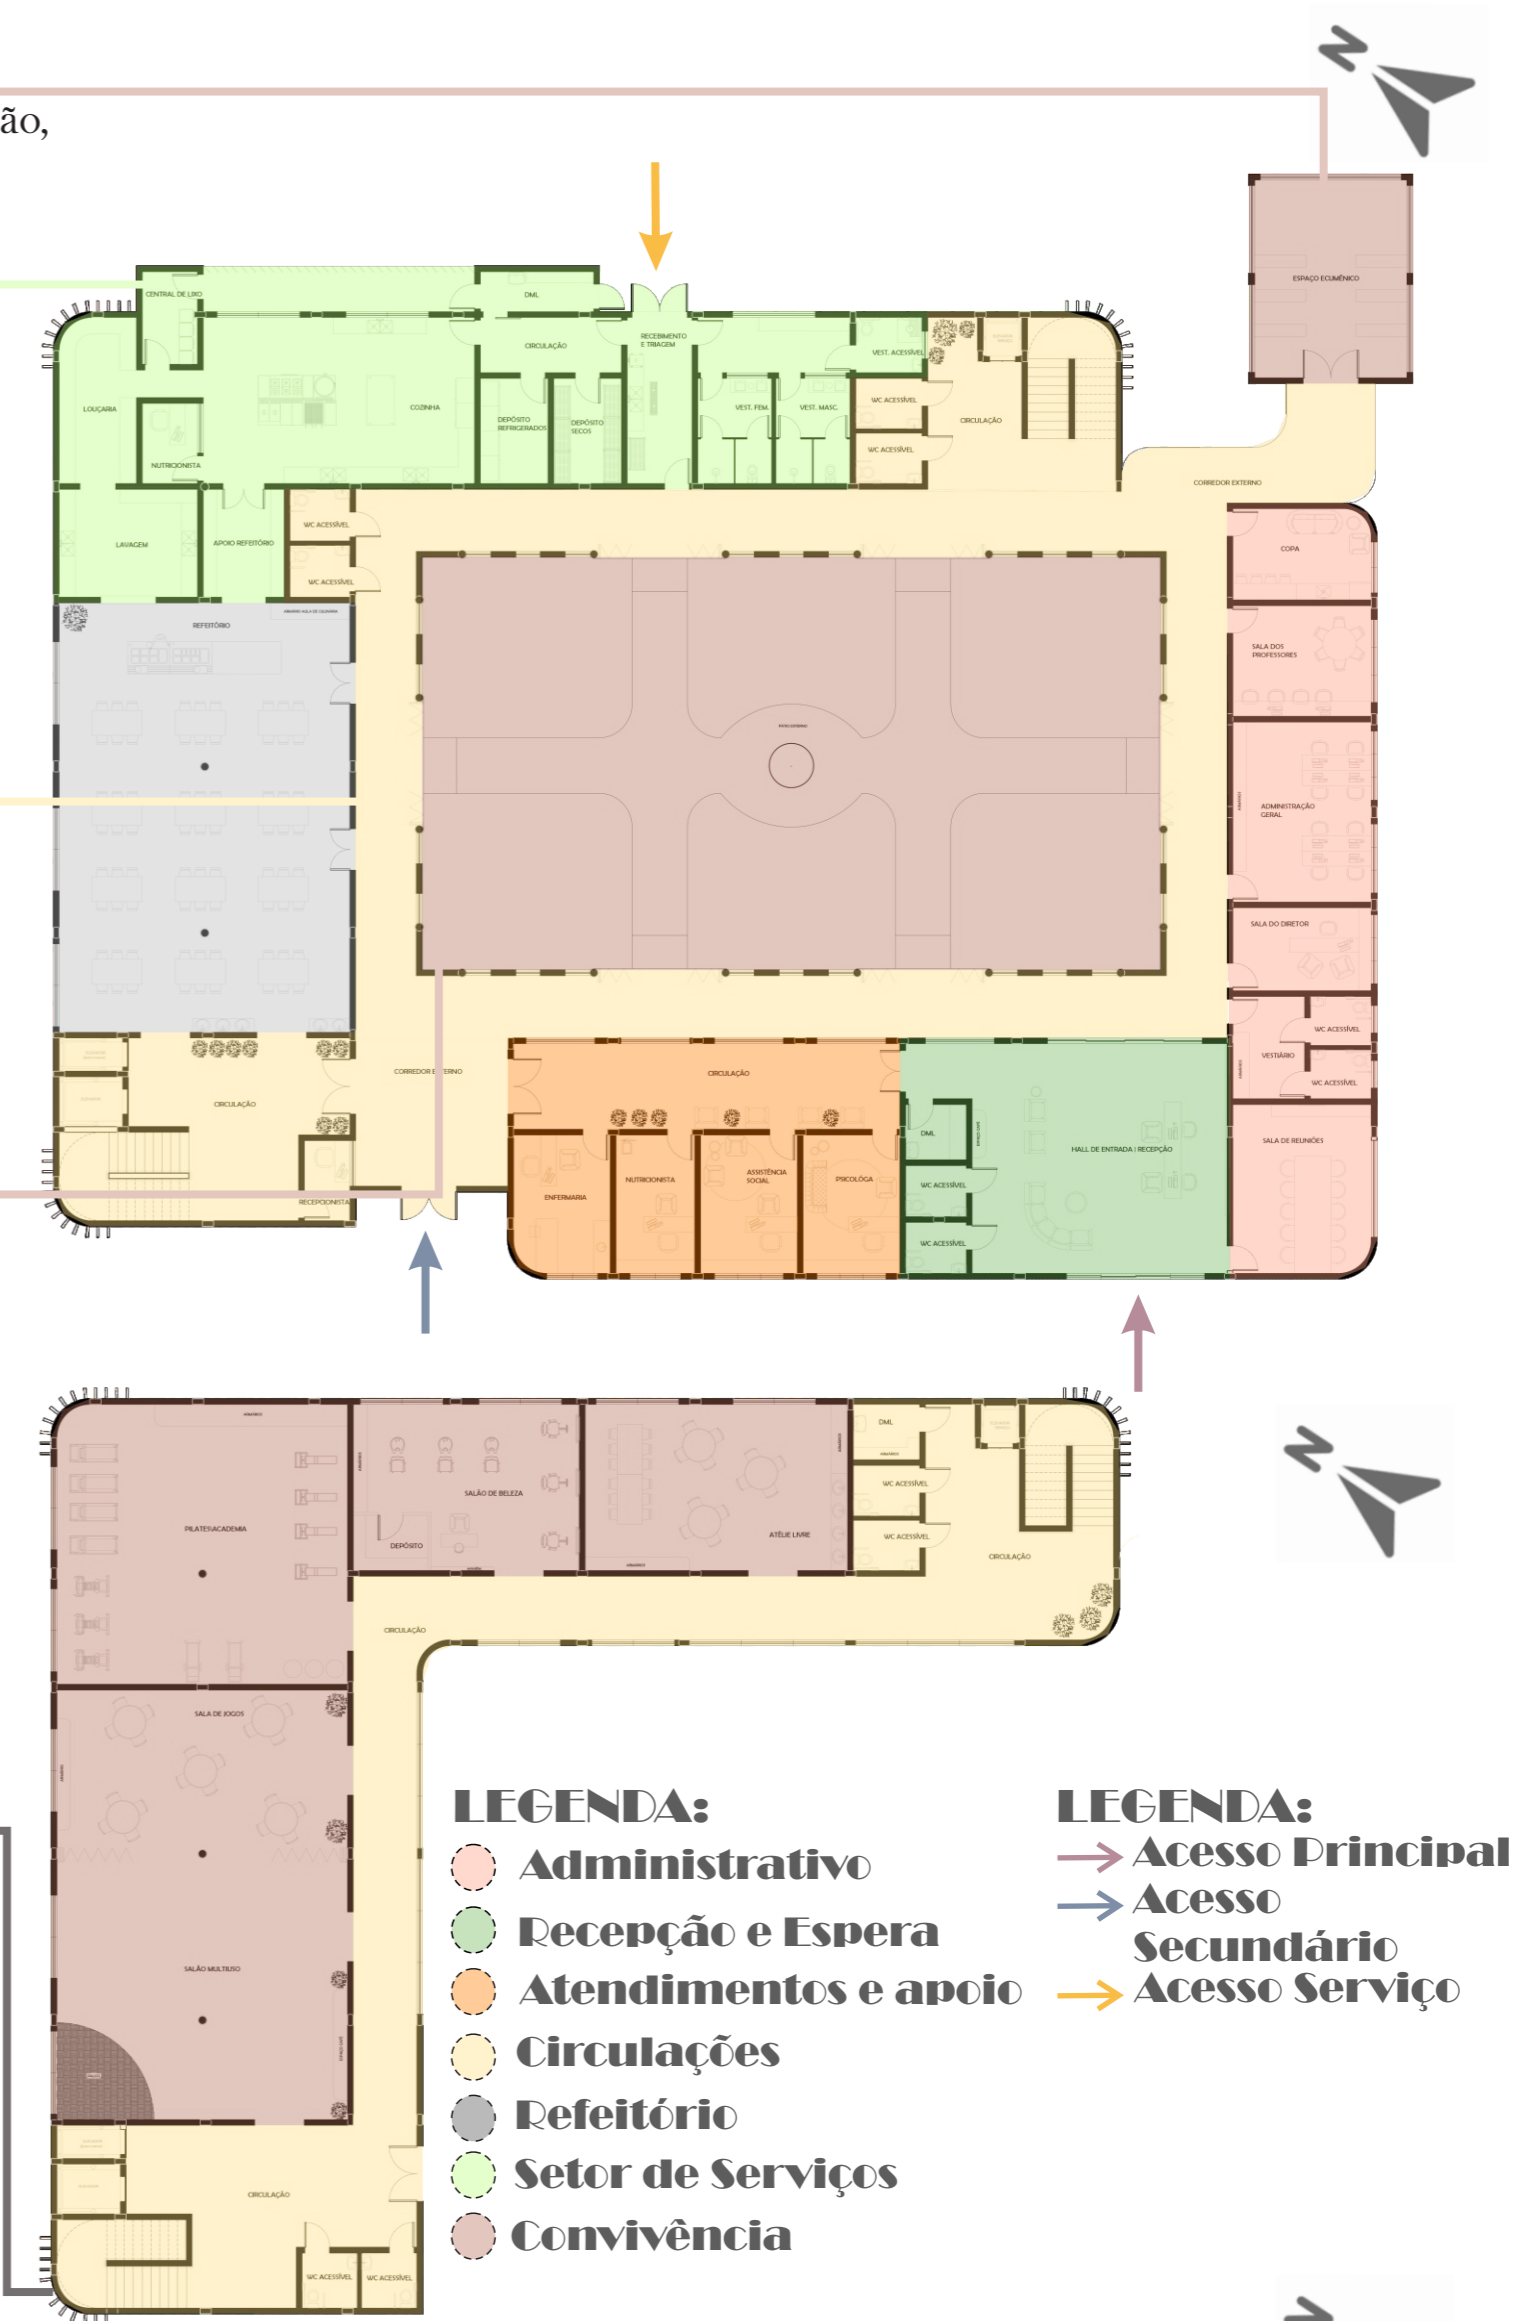 N
ão,
ESPAÇO ECUMÊNICO
CENTRAL DE LIXO
DML
RECEBIMENTO
E TRIAGEM
CIRCULAÇÃO
VEST. ACESSÍVEL
LOUÇARIA
COZINHA
DEPÓSITO
REFRIGERADOS
DEPÓSITO
SECOS
VEST. FEM.
VEST. MASC.
WC ACESSÍVEL
CIRCULAÇÃO
WC ACESSÍVEL
NUTRICIONISTA
CORREDOR EXTERNO
WC ACESSÍVEL
LAVAGEM
APOIO REFEITÓRIO
COPA
WC ACESSÍVEL
REFEITÓRIO
SALA DOS
PROFESSORES
ADMINISTRAÇÃO
GERAL
SALA DO DIRETOR
WC ACESSÍVEL
VESTIÁRIO
WC ACESSÍVEL
CORREDOR EXTERNO
CIRCULAÇÃO
CIRCULAÇÃO
DML
SALA DE REUNIÕES
HALL DE ENTRADA | RECEPÇÃO
ASSISTÊNCIA
SOCIAL
NUTRICIONISTA
PSICOLÓGA
WC ACESSÍVEL
ENFERMARIA
RECEPCIONISTA
WC ACESSÍVEL
N
DML
WC ACESSÍVEL
SALÃO DE BELEZA
PILATES\ACADEMIA
ATÊLIE LIVRE
WC ACESSÍVEL
DEPÓSITO
CIRCULAÇÃO
CIRCULAÇÃO
SALA DE JOGOS
SALÃO MULTIUSO
CIRCULAÇÃO
WC ACESSÍVEL
WC ACESSÍVEL
LEGENDA:
Administrativo
Recepção e Espera
Atendimentos e apoio
Circulações
Refeitório
Setor de Serviços
Convivência
LEGENDA:
Acesso Principal
Acesso
Secundário
Acesso Serviço